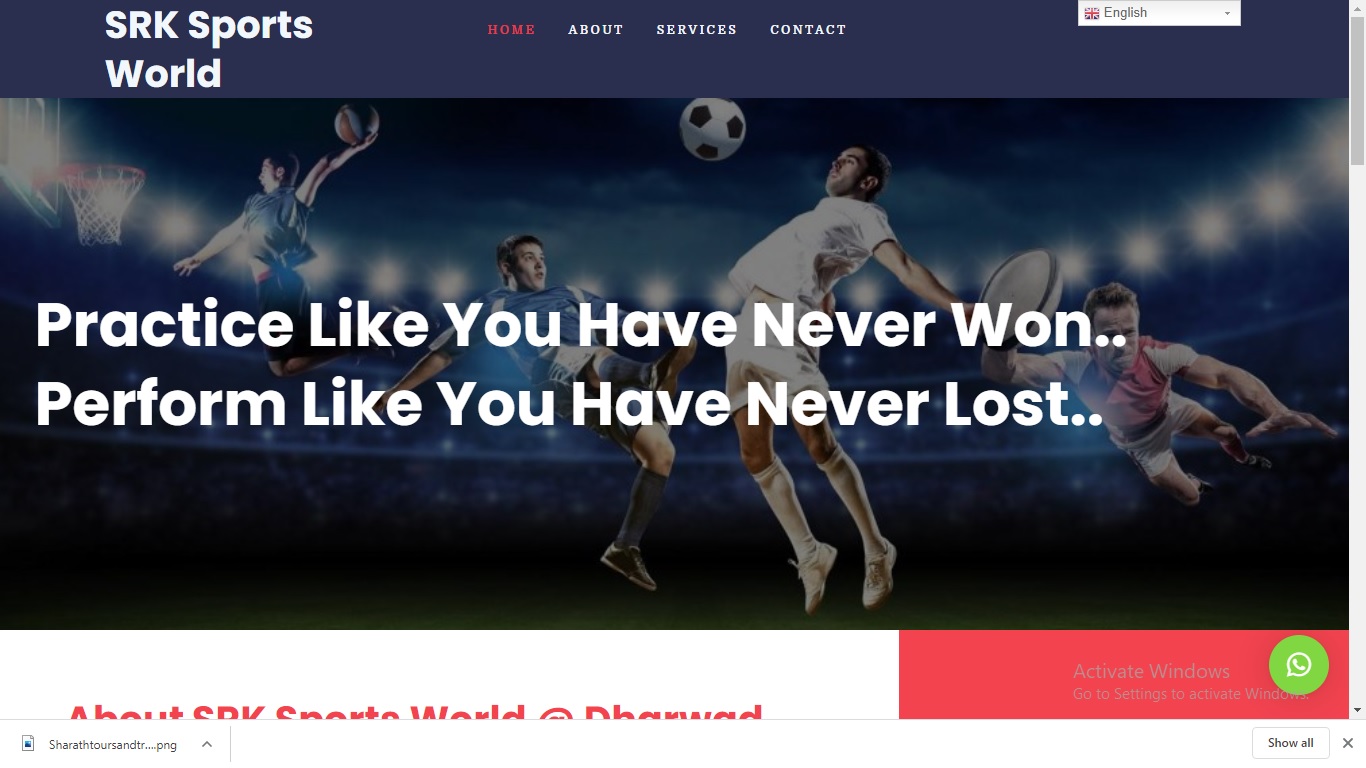 SRK Sports
World
HOME ABOUT SERVICES CONTACT
English
Practice Like You Have Never Won..
Perform Like You Have Never Lost..
About SRK Sports World @ Dharwad
Activate Windows
Go to Settings to activate Windows.
Sharathtoursandtr....png
Show all